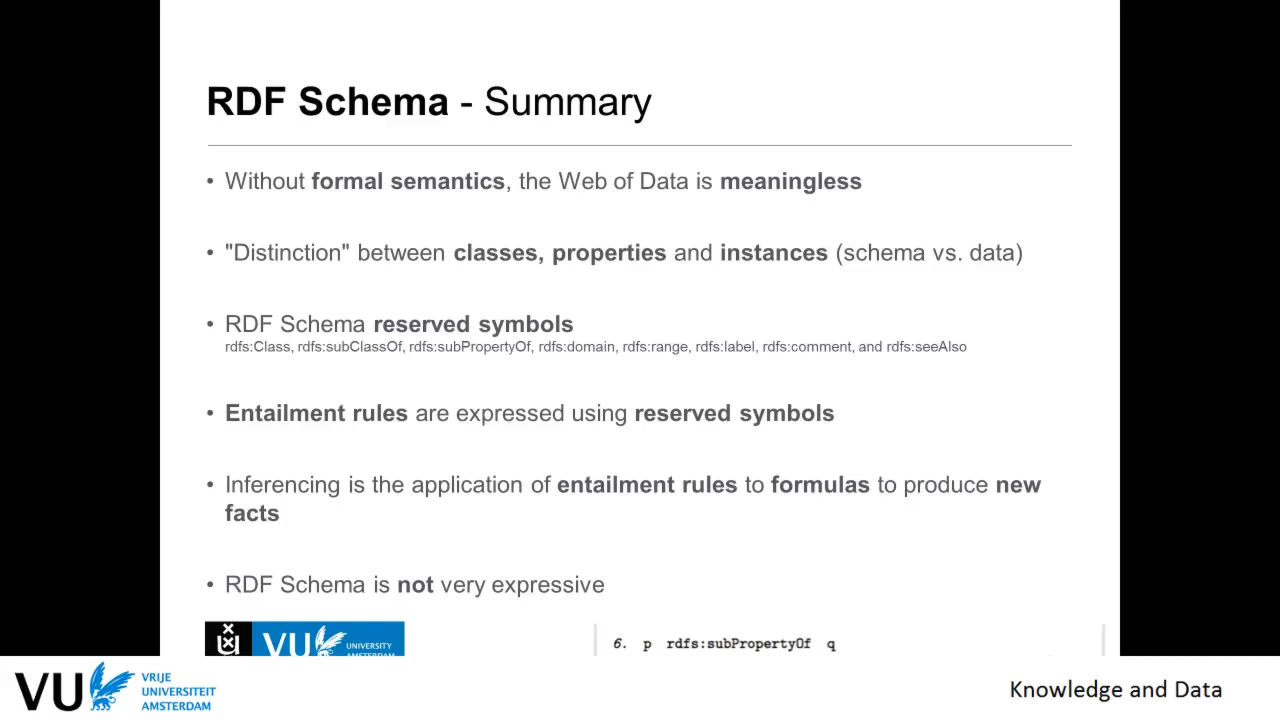 RDF Schema - Summary
• Without formal semantics, the Web of Data is meaningless
• "Distinction" between classes, properties and instances (schema vs. data)
• RDF Schema reserved symbols
rdfs:Class, rdfs:subClassOf, rdfs:subPropertyOf, rdfs:domain, rdfs:range, rdfs:label, rdfs:comment, and rdfs:seeAlso
• Entailment rules are expressed using reserved symbols
• Inferencing is the application of entailment rules to formulas to produce new
facts
• RDF Schema is not very expressive
VU UNIVERSITY
AMSTERDAM
6. p rdfs:subPropertyOf q
VU VRIJE
UNIVERSITEIT
AMSTERDAM
Knowledge and Data